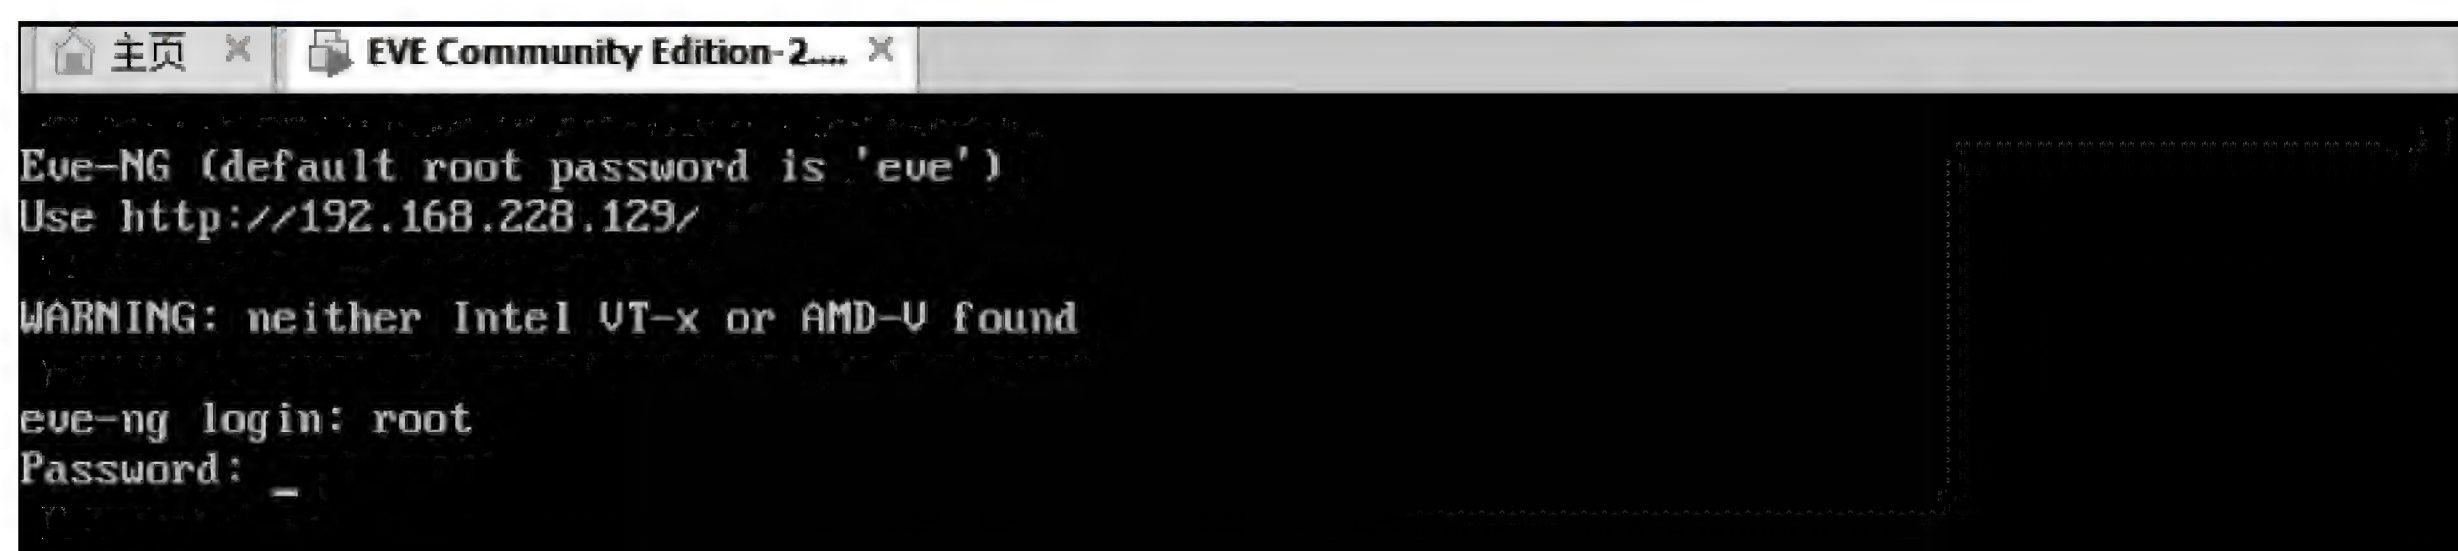 主页
EVE Community Edition-2....
Eve-NG (default root password is 'eve')
Use http://192.168.228.129/
WARNING: neither Intel VT-x or AMD-V found
eve-ng login: root
Password: _